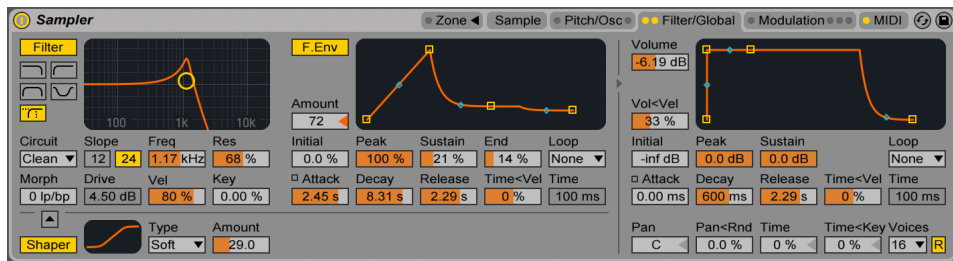 Sampler Zone Sample Pitch/Osc Filter/Global Modulation MIDI
Filter F.Env Volume
-6.19 dB
Amount Vol<Vel
100 1k 10k 72 33 %
Circuit Slope Freq Res Initial Peak Sustain End Loop Initial Peak Sustain Loop
Clean 12 24 1.17 kHz 68 % 0.0 % 100 % 21 % 14 % None -inf dB 0.0 dB 0.0 dB None
Morph Drive Vel Key Attack Decay Release Time<Vel Time Attack Decay Release Time<Vel Time
0 lp/bp 4.50 dB 80 % 0.00 % 2.45 s 8.31 s 2.29 s 0 % 100 ms 0.00 ms 600 ms 2.29 s 0 % 100 ms
Type Amount Pan Pan<Rnd Time Time<Key Voices
Shaper Soft 29.0 C 0.0 % 0 % 0 % 16 R